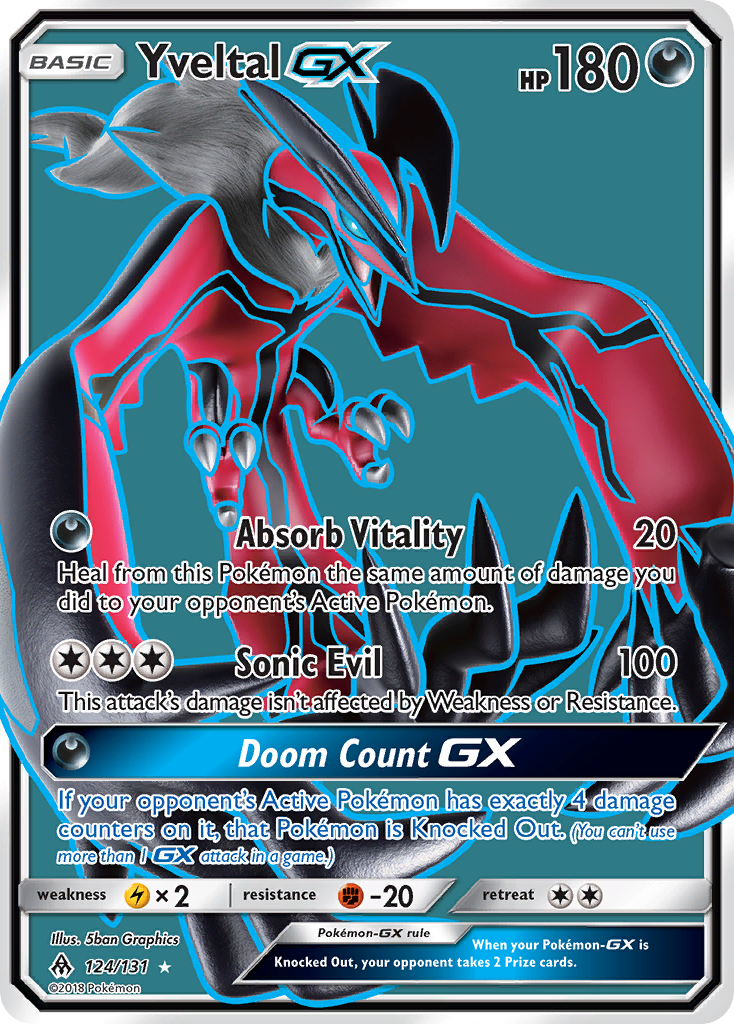 BASIC Yveltal GX HP 180
Absorb Vitality 20
Heal from this Pokémon the same amount of damage you
did to your opponent's Active Pokémon.
Sonic Evil 100
This attack's damage isn't affected by Weakness or Resistance.
Doom Count GX
If your opponent's Active Pokémon has exactly 4 damage
counters on it, that Pokémon is Knocked Out. (You can't use
more than 1 GX attack in a game.)
weakness × 2 resistance -20 retreat
Illus. 5ban Graphics
124/131
©2018 Pokémon
Pokémon-GX rule
When your Pokémon-GX is
Knocked Out, your opponent takes 2 Prize cards.